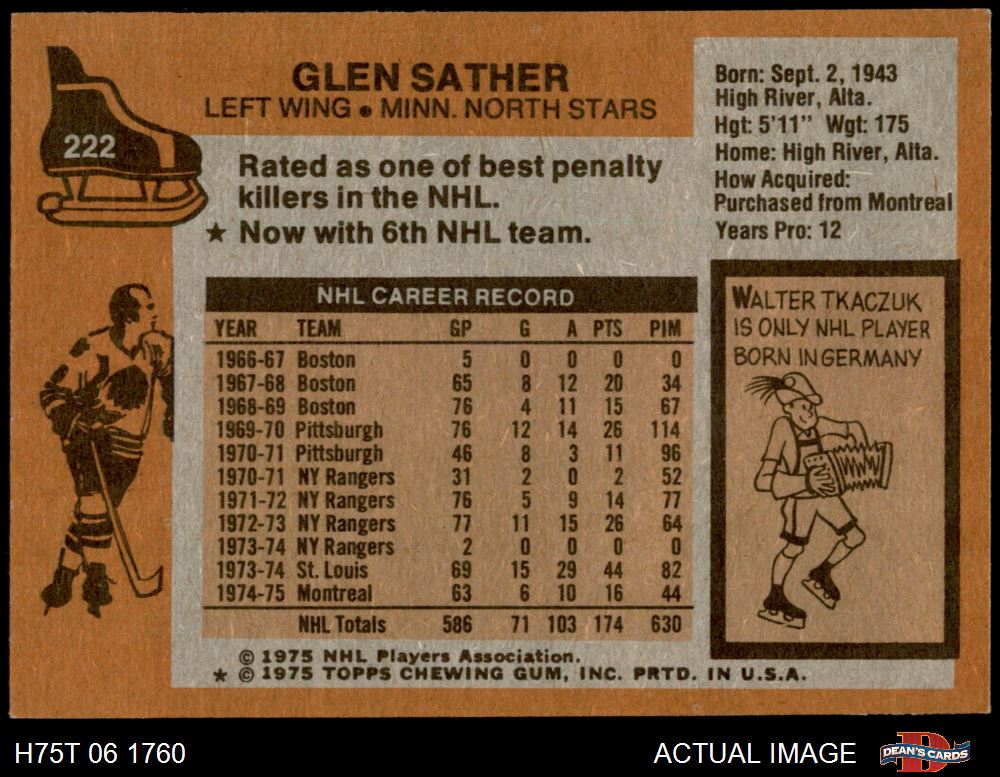 222
GLEN SATHER
LEFT WING • MINN. NORTH STARS
Rated as one of best penalty
killers in the NHL.
★ Now with 6th NHL team.
Born: Sept. 2, 1943
High River, Alta.
Hgt: 5'11" Wgt: 175
Home: High River, Alta.
How Acquired:
Purchased from Montreal
Years Pro: 12
NHL CAREER RECORD
YEAR TEAM GP G A PTS PIM
1966-67 Boston 5 0 0 0 0
1967-68 Boston 65 8 12 20 34
1968-69 Boston 76 4 11 15 67
1969-70 Pittsburgh 76 12 14 26 114
1970-71 Pittsburgh 46 8 3 11 96
1970-71 NY Rangers 31 2 0 2 52
1971-72 NY Rangers 76 5 9 14 77
1972-73 NY Rangers 77 11 15 26 64
1973-74 NY Rangers 2 0 0 0 0
1973-74 St. Louis 69 15 29 44 82
1974-75 Montreal 63 6 10 16 44
NHL Totals 586 71 103 174 630
WALTER TKACZUK
IS ONLY NHL PLAYER
BORN IN GERMANY
© 1975 NHL Players Association.
★ © 1975 TOPPS CHEWING GUM, INC. PRTD. IN U.S.A.
H75T 06 1760
ACTUAL IMAGE
DEAN'S CARDS